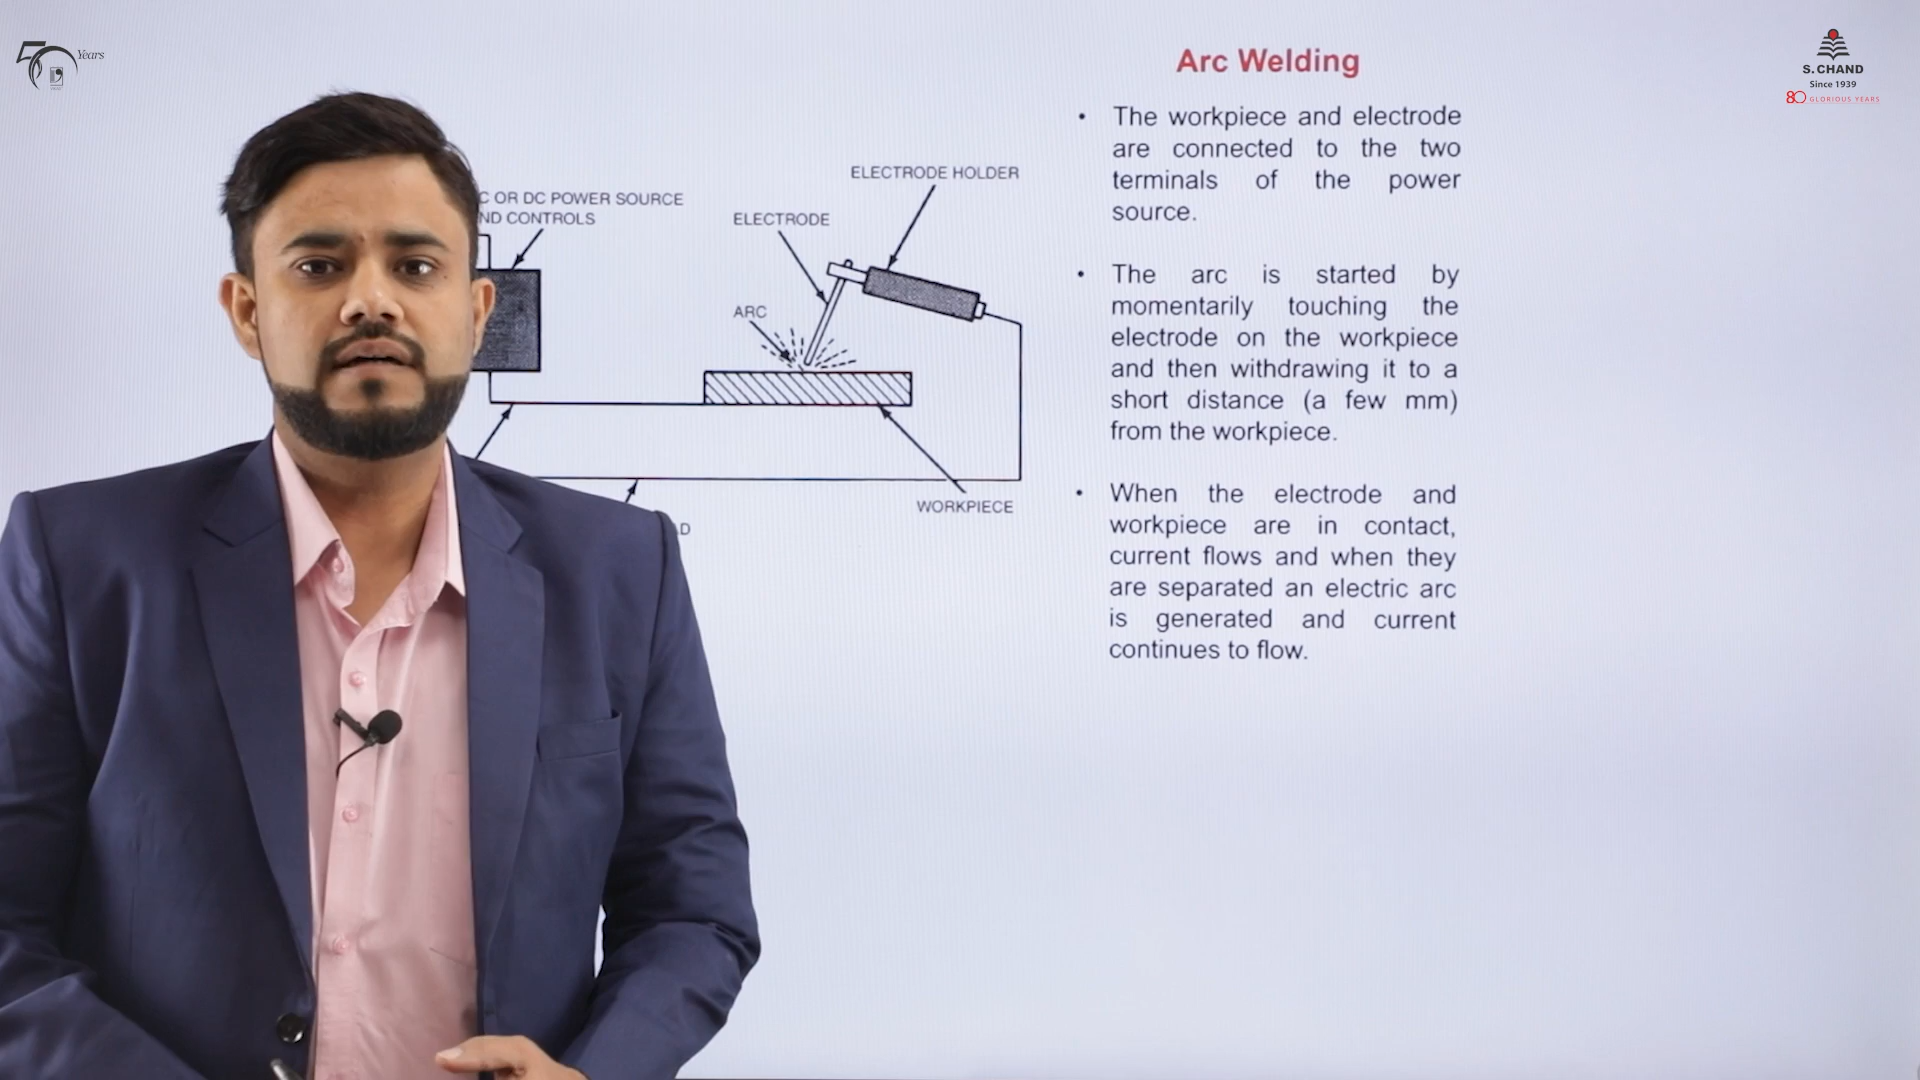 50 Years
S. CHAND
Since 1939
80 GLORIOUS YEARS
Arc Welding
• The workpiece and electrode
are connected to the two
terminals of the power
source.
• The arc is started by
momentarily touching the
electrode on the workpiece
and then withdrawing it to a
short distance (a few mm)
from the workpiece.
• When the electrode and
workpiece are in contact,
current flows and when they
are separated an electric arc
is generated and current
continues to flow.
C OR DC POWER SOURCE
ND CONTROLS
ELECTRODE HOLDER
ELECTRODE
ARC
WORKPIECE
AD